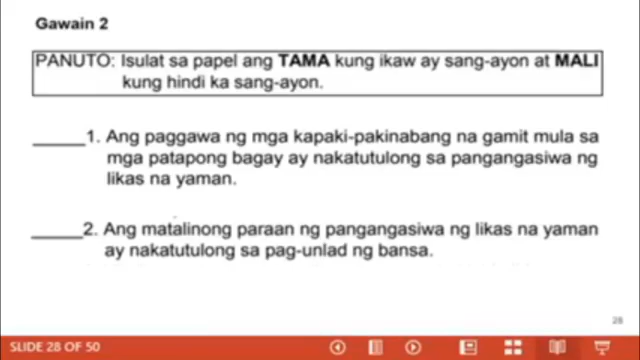 Gawain 2
PANUTO: Isulat sa papel ang TAMA kung ikaw ay sang-ayon at MALI
kung hindi ka sang-ayon.
_____1. Ang paggawa ng mga kapaki-pakinabang na gamit mula sa
mga patapong bagay ay nakatutulong sa pangangasiwa ng
likas na yaman.
_____2. Ang matalinong paraan ng pangangasiwa ng likas na yaman
ay nakatutulong sa pag-unlad ng bansa.
28
SLIDE 28 OF 50